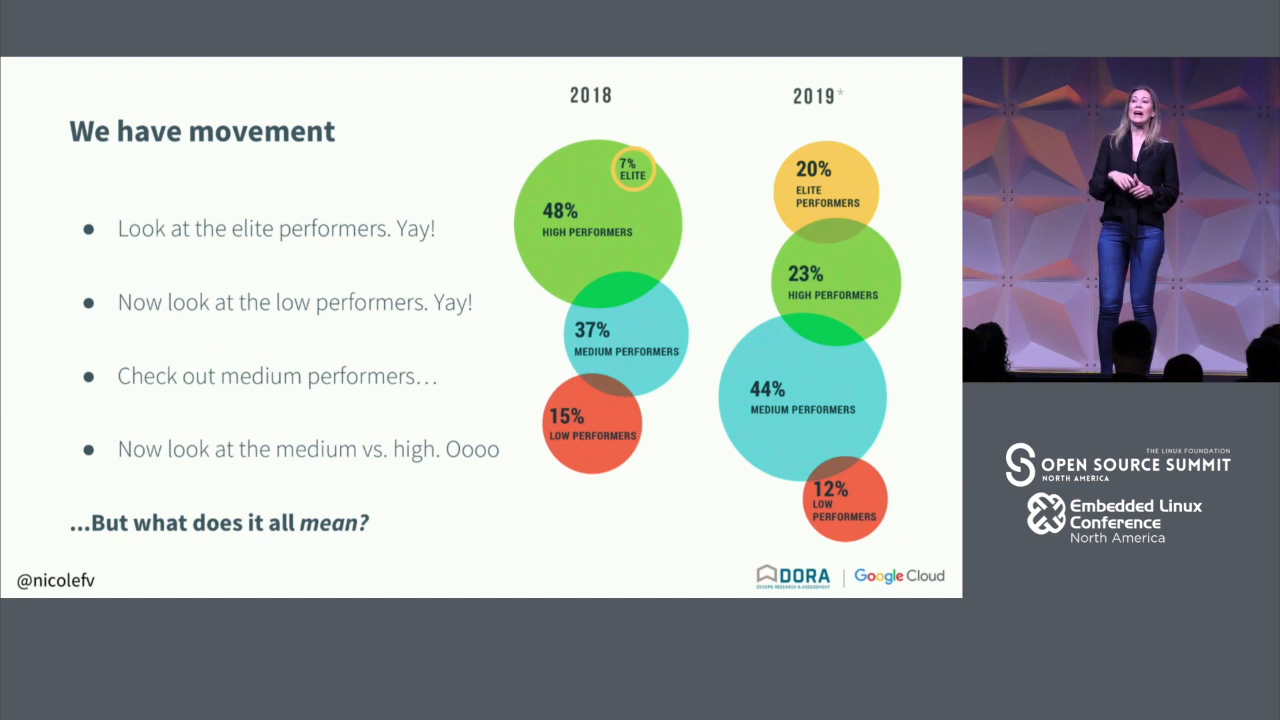 We have movement
● Look at the elite performers. Yay!
● Now look at the low performers. Yay!
● Check out medium performers…
● Now look at the medium vs. high. Oooo
...But what does it all mean?
@nicolefv
2018
7%
ELITE
48%
HIGH PERFORMERS
37%
MEDIUM PERFORMERS
15%
LOW PERFORMERS
2019*
20%
ELITE
PERFORMERS
23%
HIGH PERFORMERS
44%
MEDIUM PERFORMERS
12%
LOW
PERFORMERS
DORA
DEVOPS RESEARCH & ASSESSMENT
Google Cloud
THE LINUX FOUNDATION
OPEN SOURCE SUMMIT
NORTH AMERICA
Embedded Linux
Conference
North America